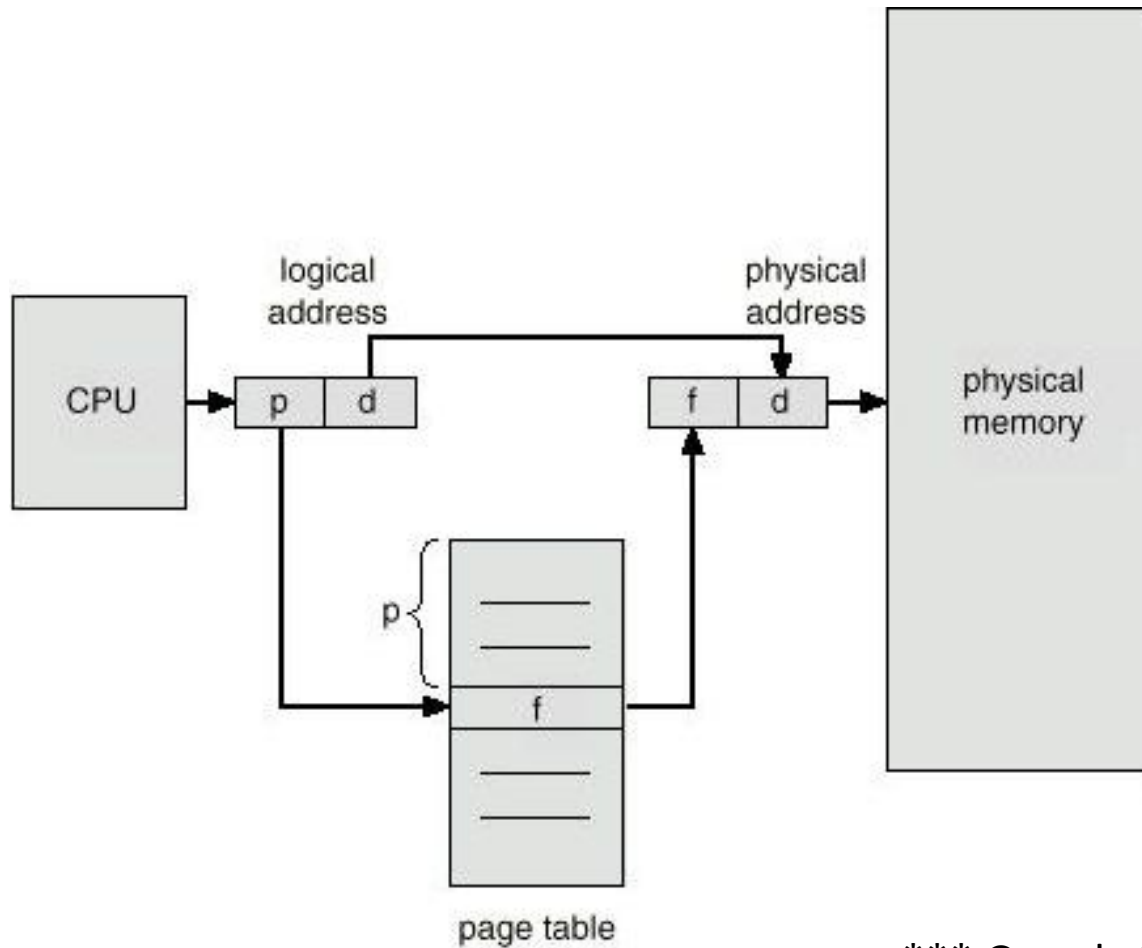 logical
address
physical
address
CPU
p
d
f
d
physical
memory
p
f
page table
***